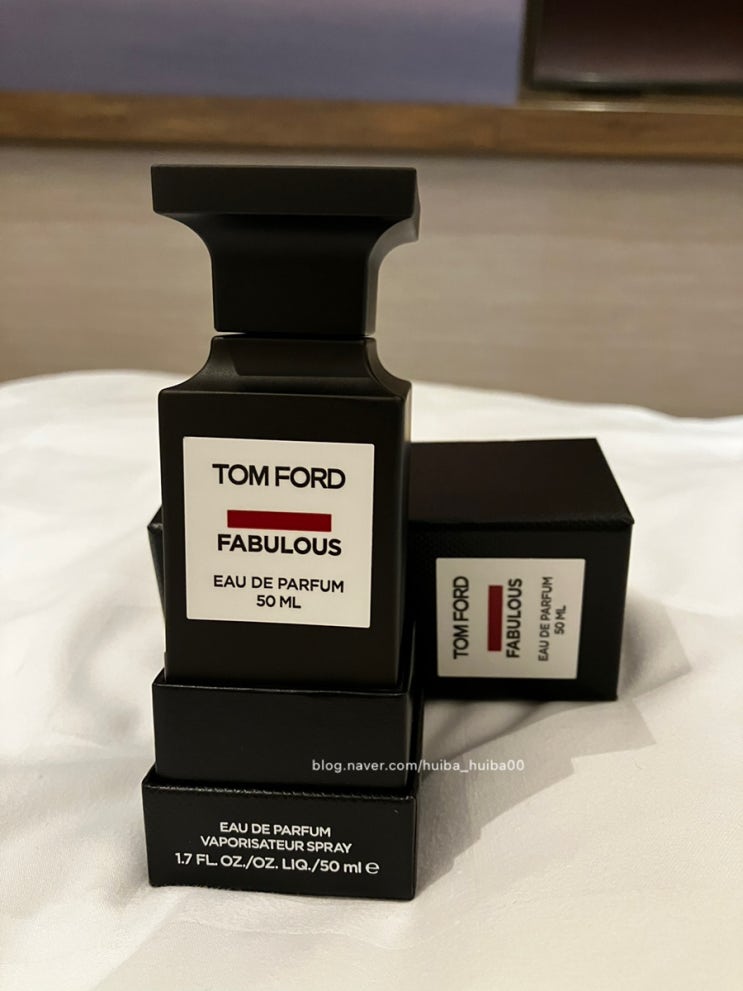 TOM FORD
FABULOUS
EAU DE PARFUM
50 ML
TOM FORD
FABULOUS
EAU DE PARFUM
50 ML
blog.naver.com/huiba_huiba00
EAU DE PARFUM
VAPORISATEUR SPRAY
1.7 FL. OZ./OZ. LIQ./50 ml ℮